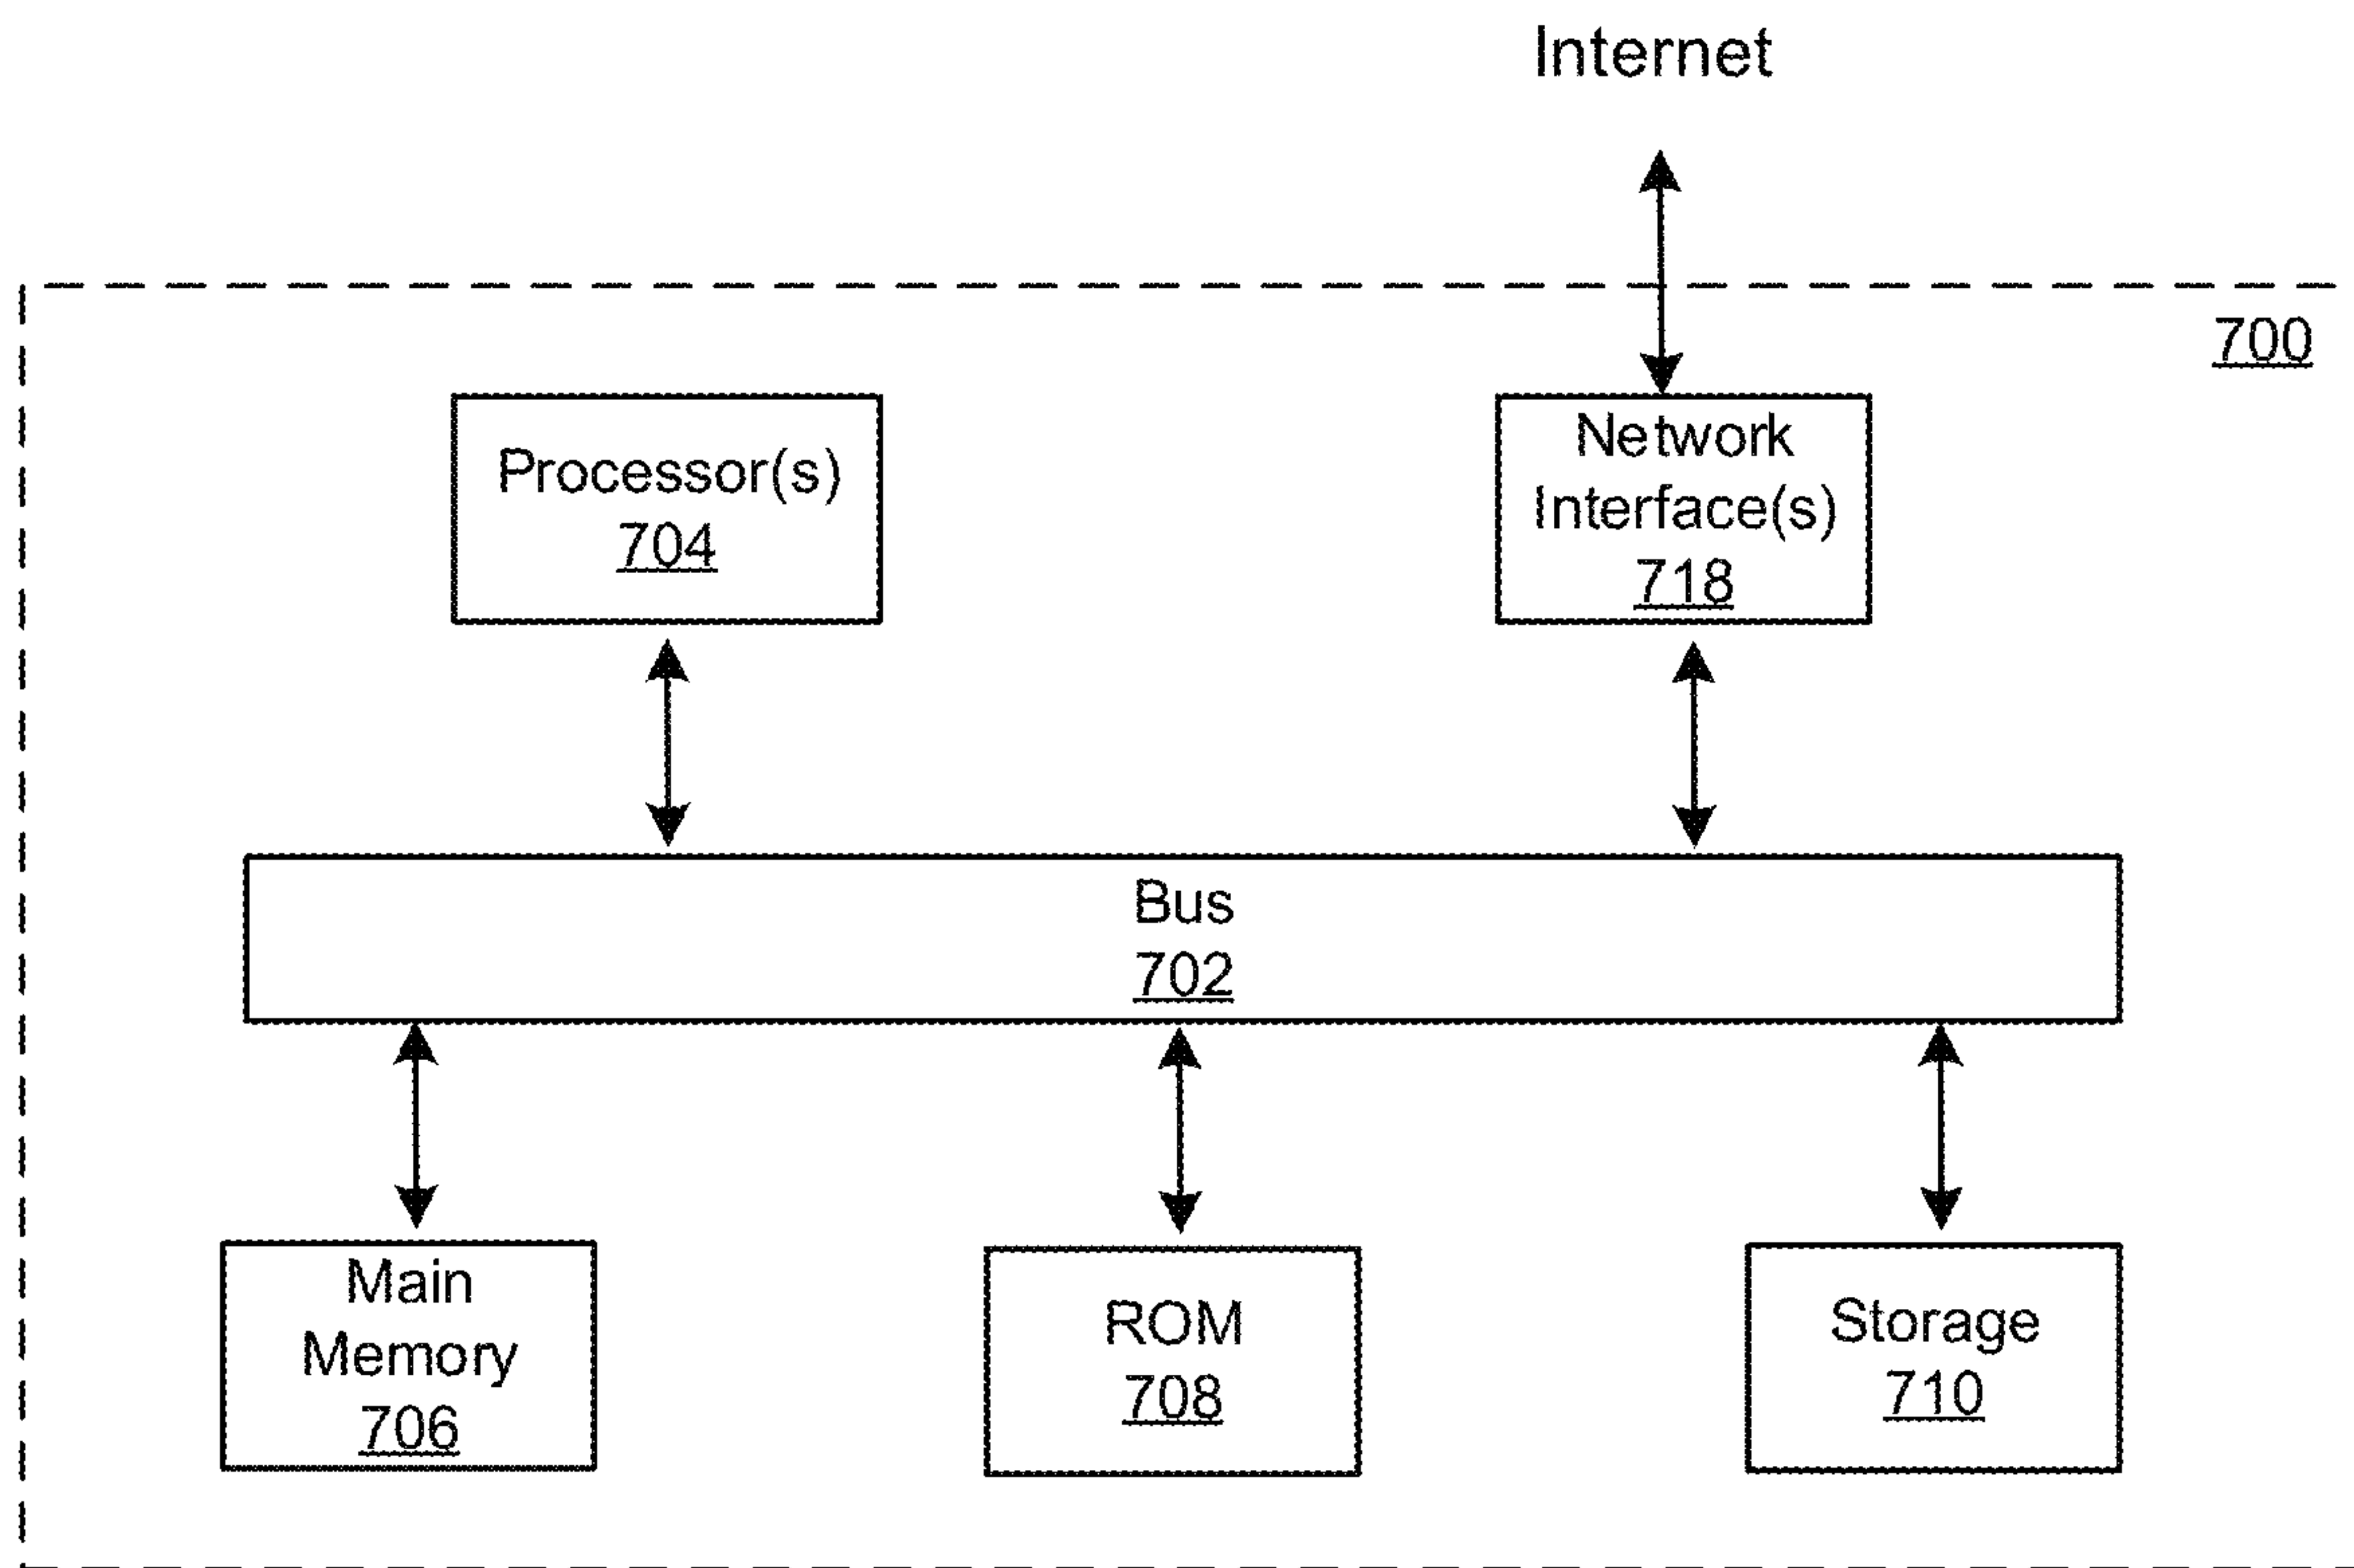 Internet
700
Processor(s)
704
Network
Interface(s)
718
Bus
702
Main
Memory
706
ROM
708
Storage
710